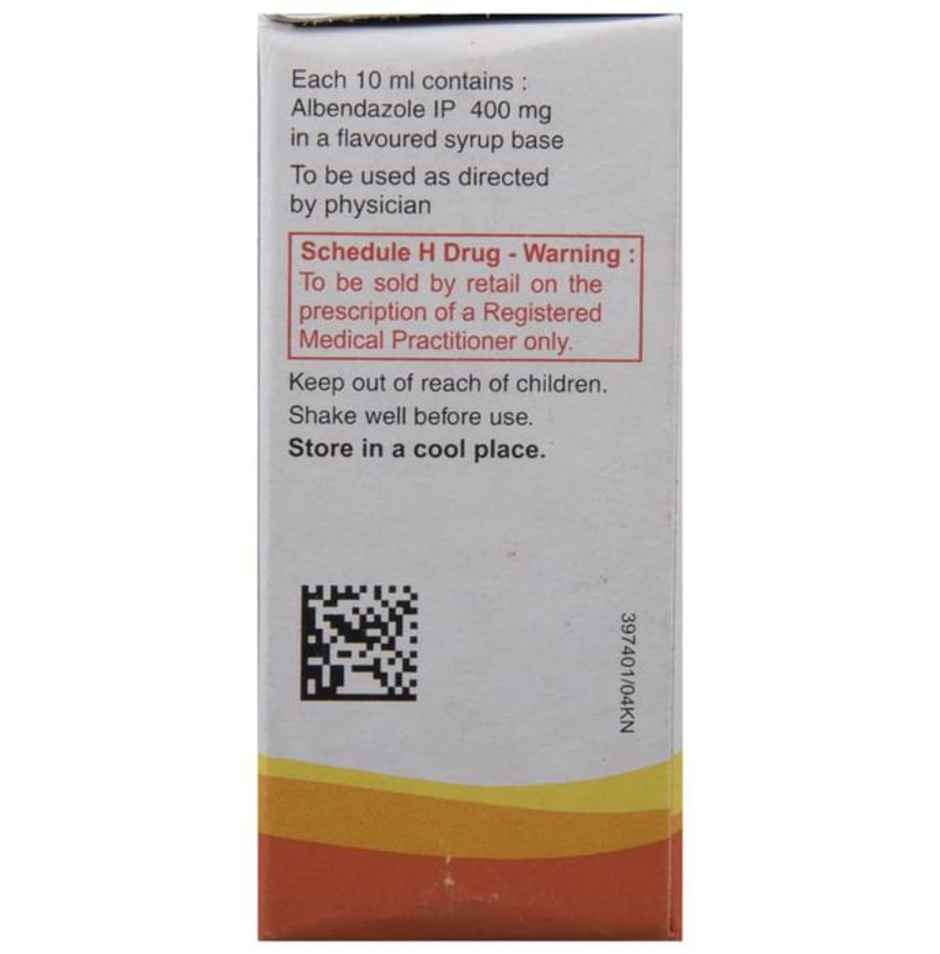 Each 10 ml contains :
Albendazole IP 400 mg
in a flavoured syrup base
To be used as directed
by physician
Schedule H Drug - Warning :
To be sold by retail on the
prescription of a Registered
Medical Practitioner only.
Keep out of reach of children.
Shake well before use.
Store in a cool place.
397401/04KN